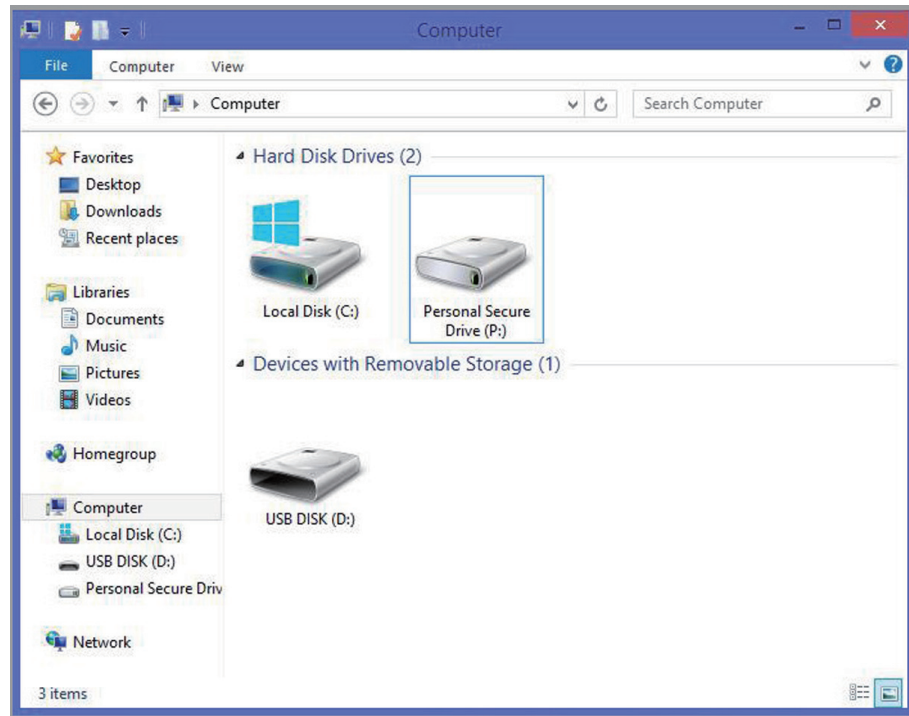 Computer
File Computer View
Computer
Search Computer
Favorites
Desktop
Downloads
Recent places
Libraries
Documents
Music
Pictures
Videos
Homegroup
Computer
Local Disk (C:)
USB DISK (D:)
Personal Secure Driv
Network
Hard Disk Drives (2)
Local Disk (C:)
Personal Secure
Drive (P:)
Devices with Removable Storage (1)
USB DISK (D:)
3 items